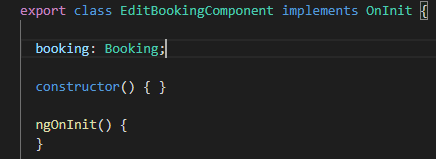 export class EditBookingComponent implements OnInit {
booking: Booking;
constructor() { }
ngOnInit() {
}